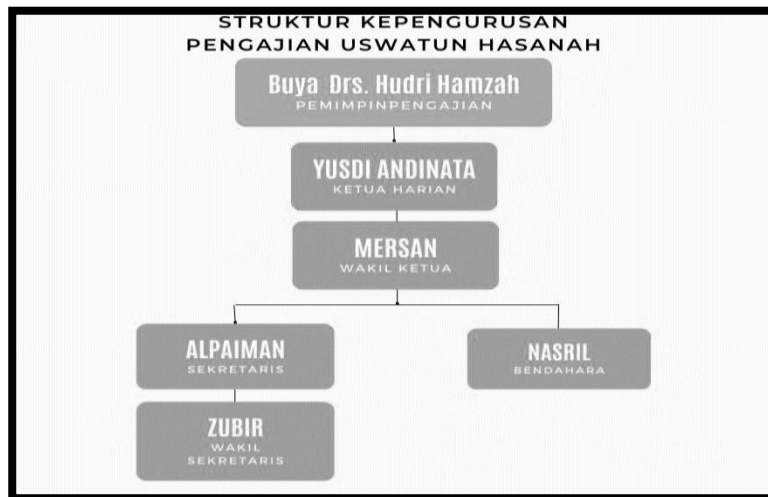 STRUKTUR KEPENGURUSAN
PENGAJIAN USWATUN HASANAH
Buya Drs. Hudri Hamzah
PEMIMPINPENGAJIAN
YUSDI ANDINATA
KETUA HARIAN
MERSAN
WAKIL KETUA
ALPAIMAN
SEKRETARIS
NASRIL
BENDAHARA
ZUBIR
WAKIL
SEKRETARIS